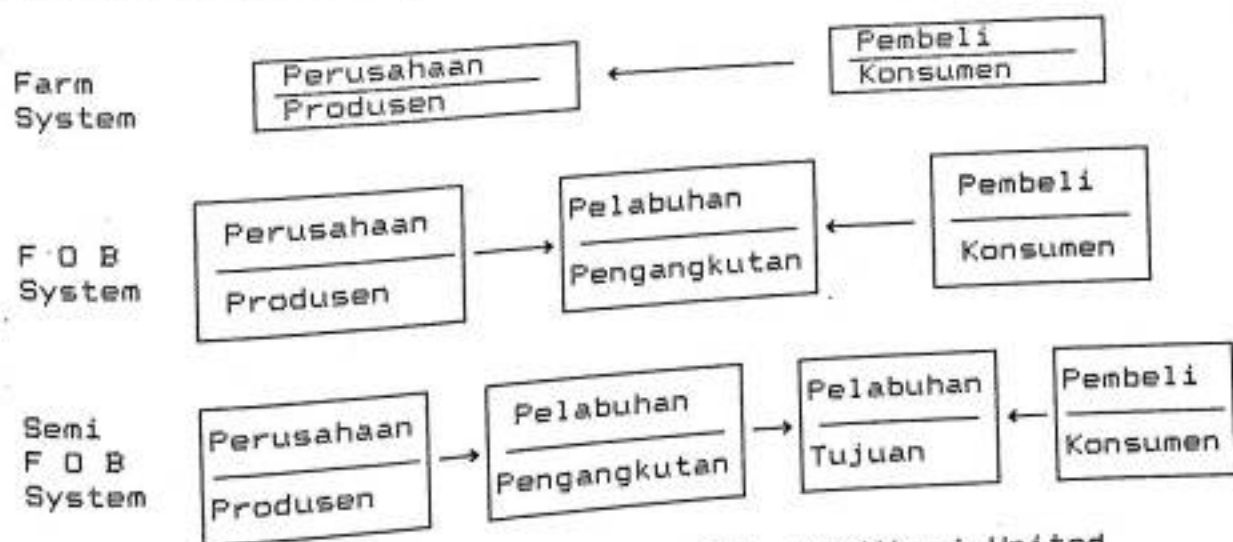 Farm
System
Perusahaan
Produsen
Pembeli
Konsumen
F O B
System
Perusahaan
Produsen
Pelabuhan
Pengangkutan
Pembeli
Konsumen
Semi
F O B
System
Perusahaan
Produsen
Pelabuhan
Pengangkutan
Pelabuhan
Tujuan
Pembeli
Konsumen
United